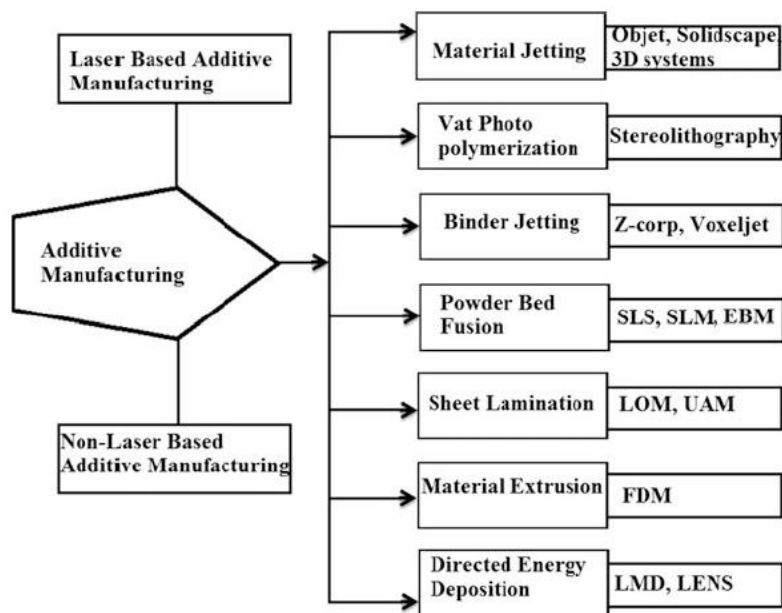 Laser Based Additive
Manufacturing
Additive
Manufacturing
Non-Laser Based
Additive Manufacturing
Material Jetting
Objet, Solidscape,
3D systems
Vat Photo
polymerization
Stereolithography
Binder Jetting
Z-corp, Voxeljet
Powder Bed
Fusion
SLS, SLM, EBM
Sheet Lamination
LOM, UAM
Material Extrusion
FDM
Directed Energy
Deposition
LMD, LENS